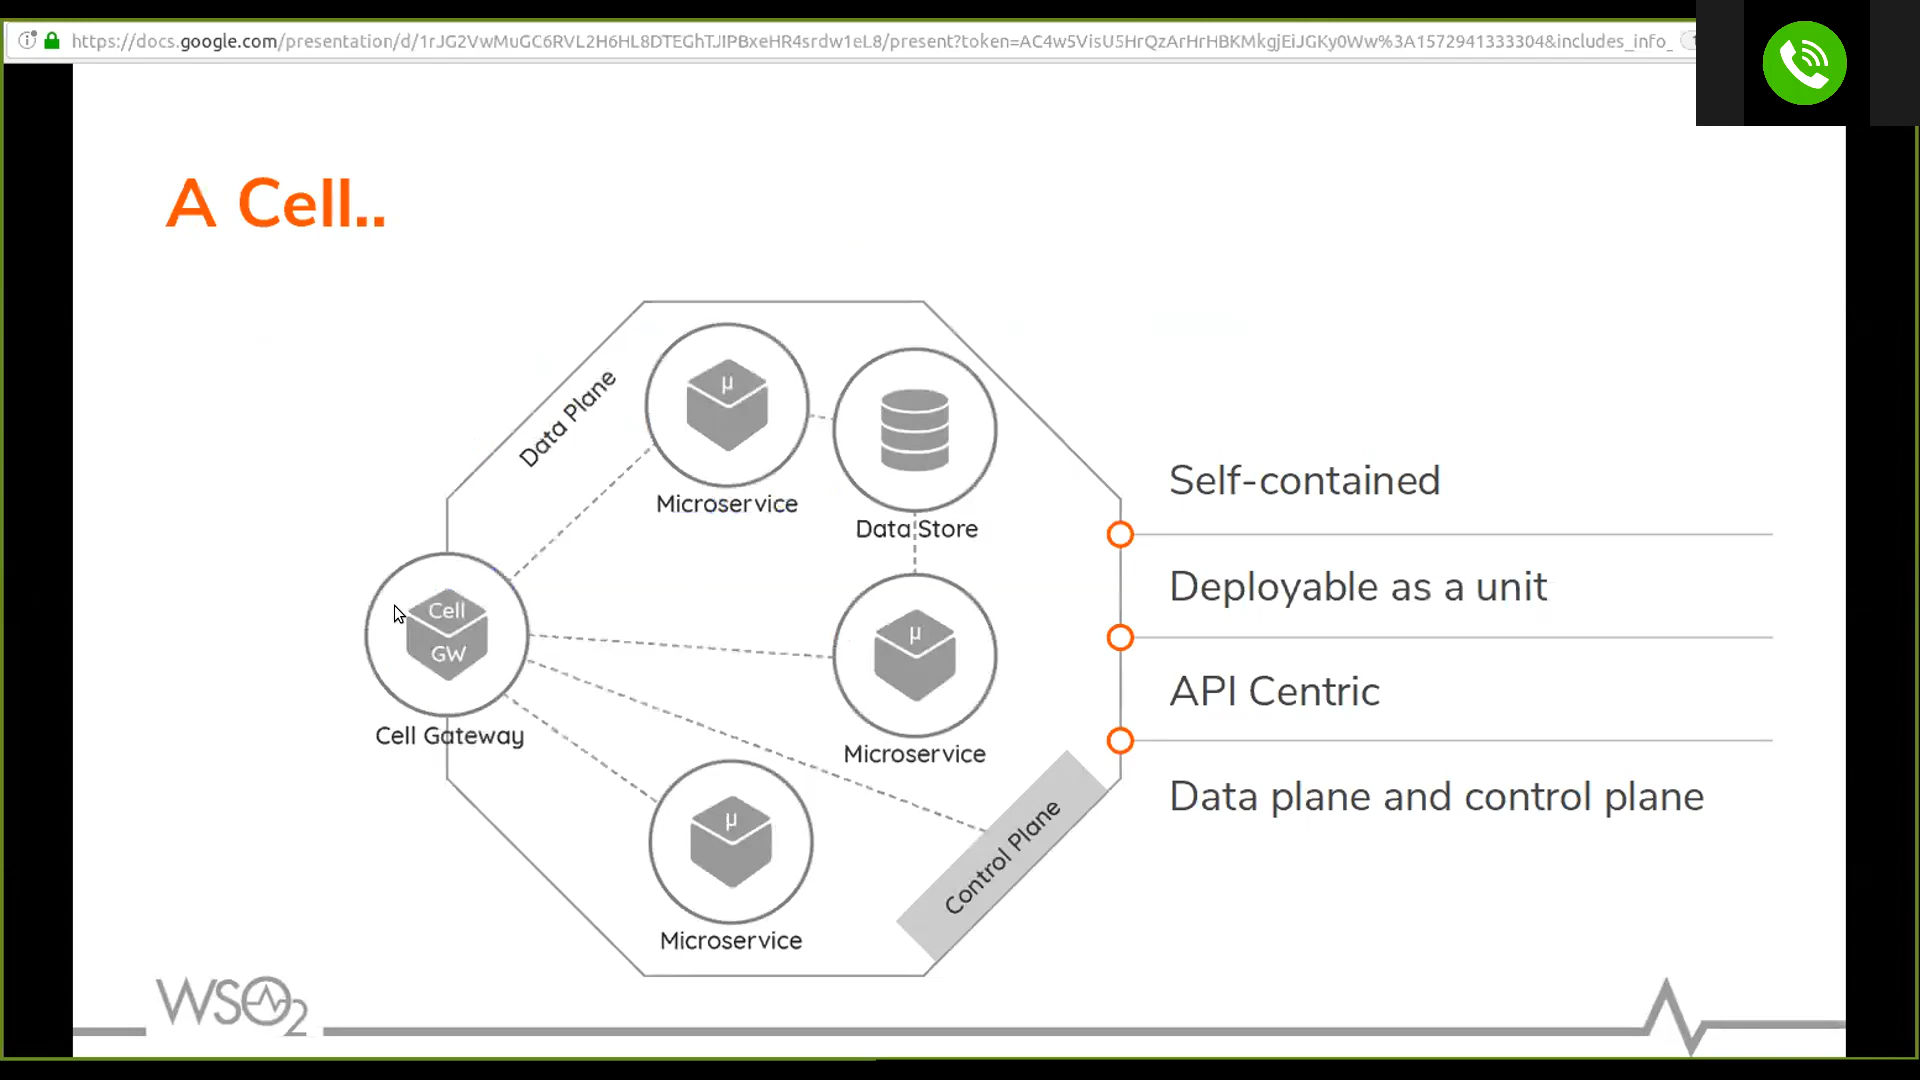 https://docs.google.com/presentation/d/1rJG2VwMuGC6RVL2H6HL8DTEGhTJIPBxeHR4srdw1eL8/present?token=AC4w5VisU5HrQzArHrHBKMkgjEiJGKy0Ww%3A1572941333304&includes_info_
A Cell..
Data Plane
µ
Microservice
Data Store
Cell
GW
Cell Gateway
µ
Microservice
µ
Microservice
Control Plane
Self-contained
Deployable as a unit
API Centric
Data plane and control plane
WSO2